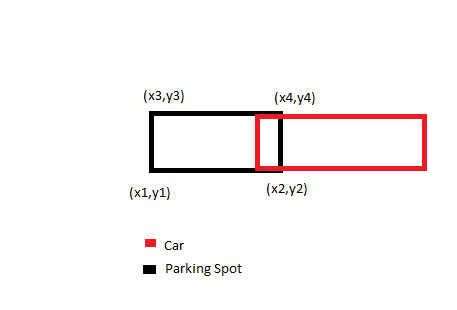 (x3,y3)
(x4,y4)
(x1,y1)
(x2,y2)
Car
Parking Spot